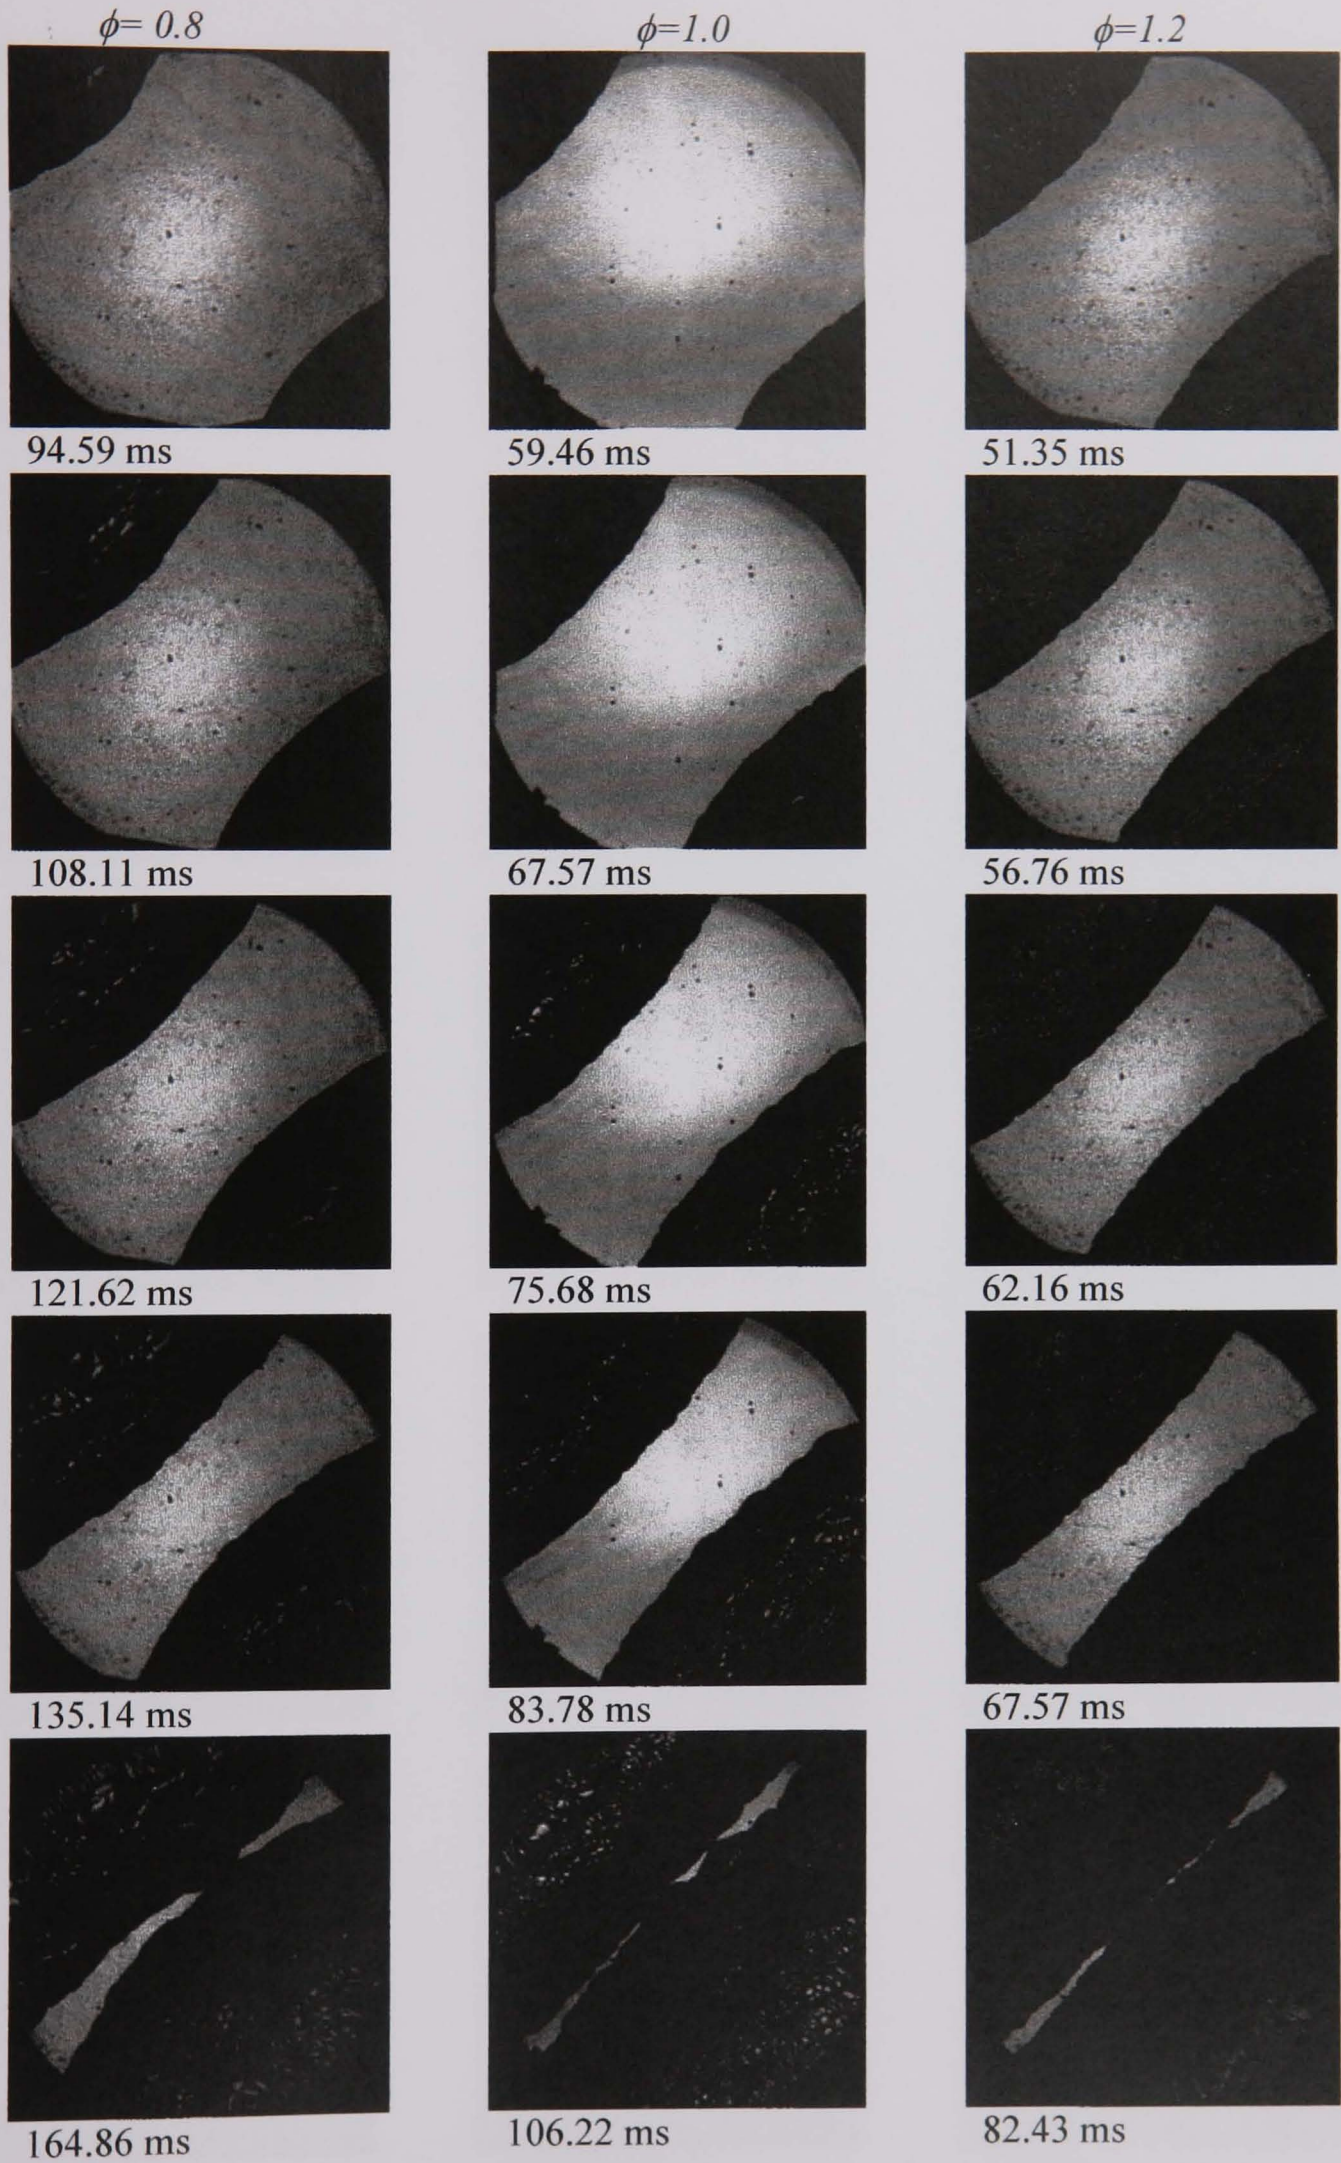 ϕ= 0.8 ϕ=1.0 ϕ=1.2
94.59 ms 59.46 ms 51.35 ms
108.11 ms 67.57 ms 56.76 ms
121.62 ms 75.68 ms 62.16 ms
135.14 ms 83.78 ms 67.57 ms
164.86 ms 106.22 ms 82.43 ms